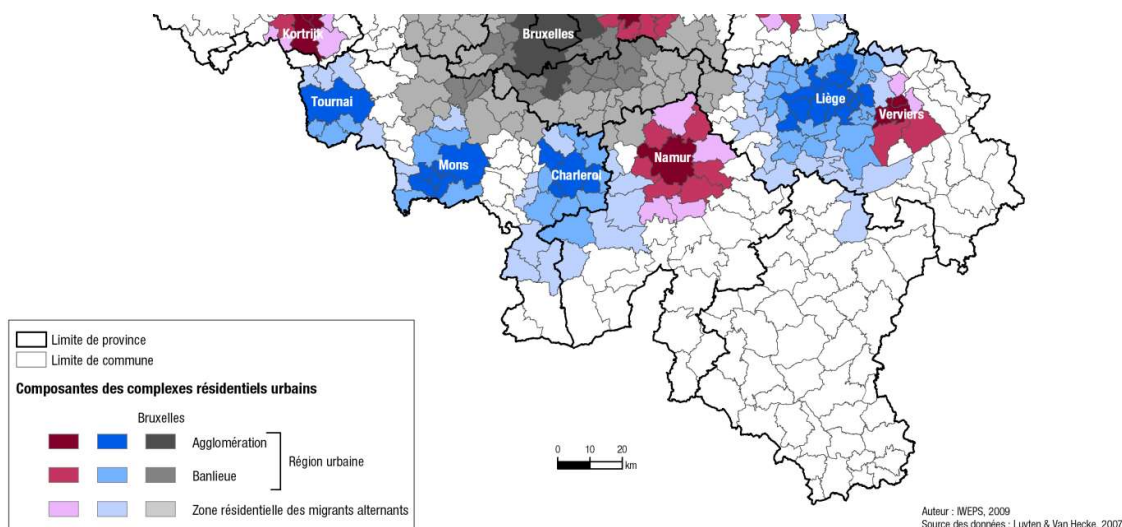 Kortrijk
Bruxelles
Tournai
Liège
Verviers
Mons
Charleroi
Namur
Limite de province
Limite de commune
Composantes des complexes résidentiels urbains
Bruxelles
Agglomération
Région urbaine
Banlieue
Zone résidentielle des migrants alternants
0 10 20
km
Auteur : IWEPS, 2009
Source des données : Luyten & Van Hecke, 2007